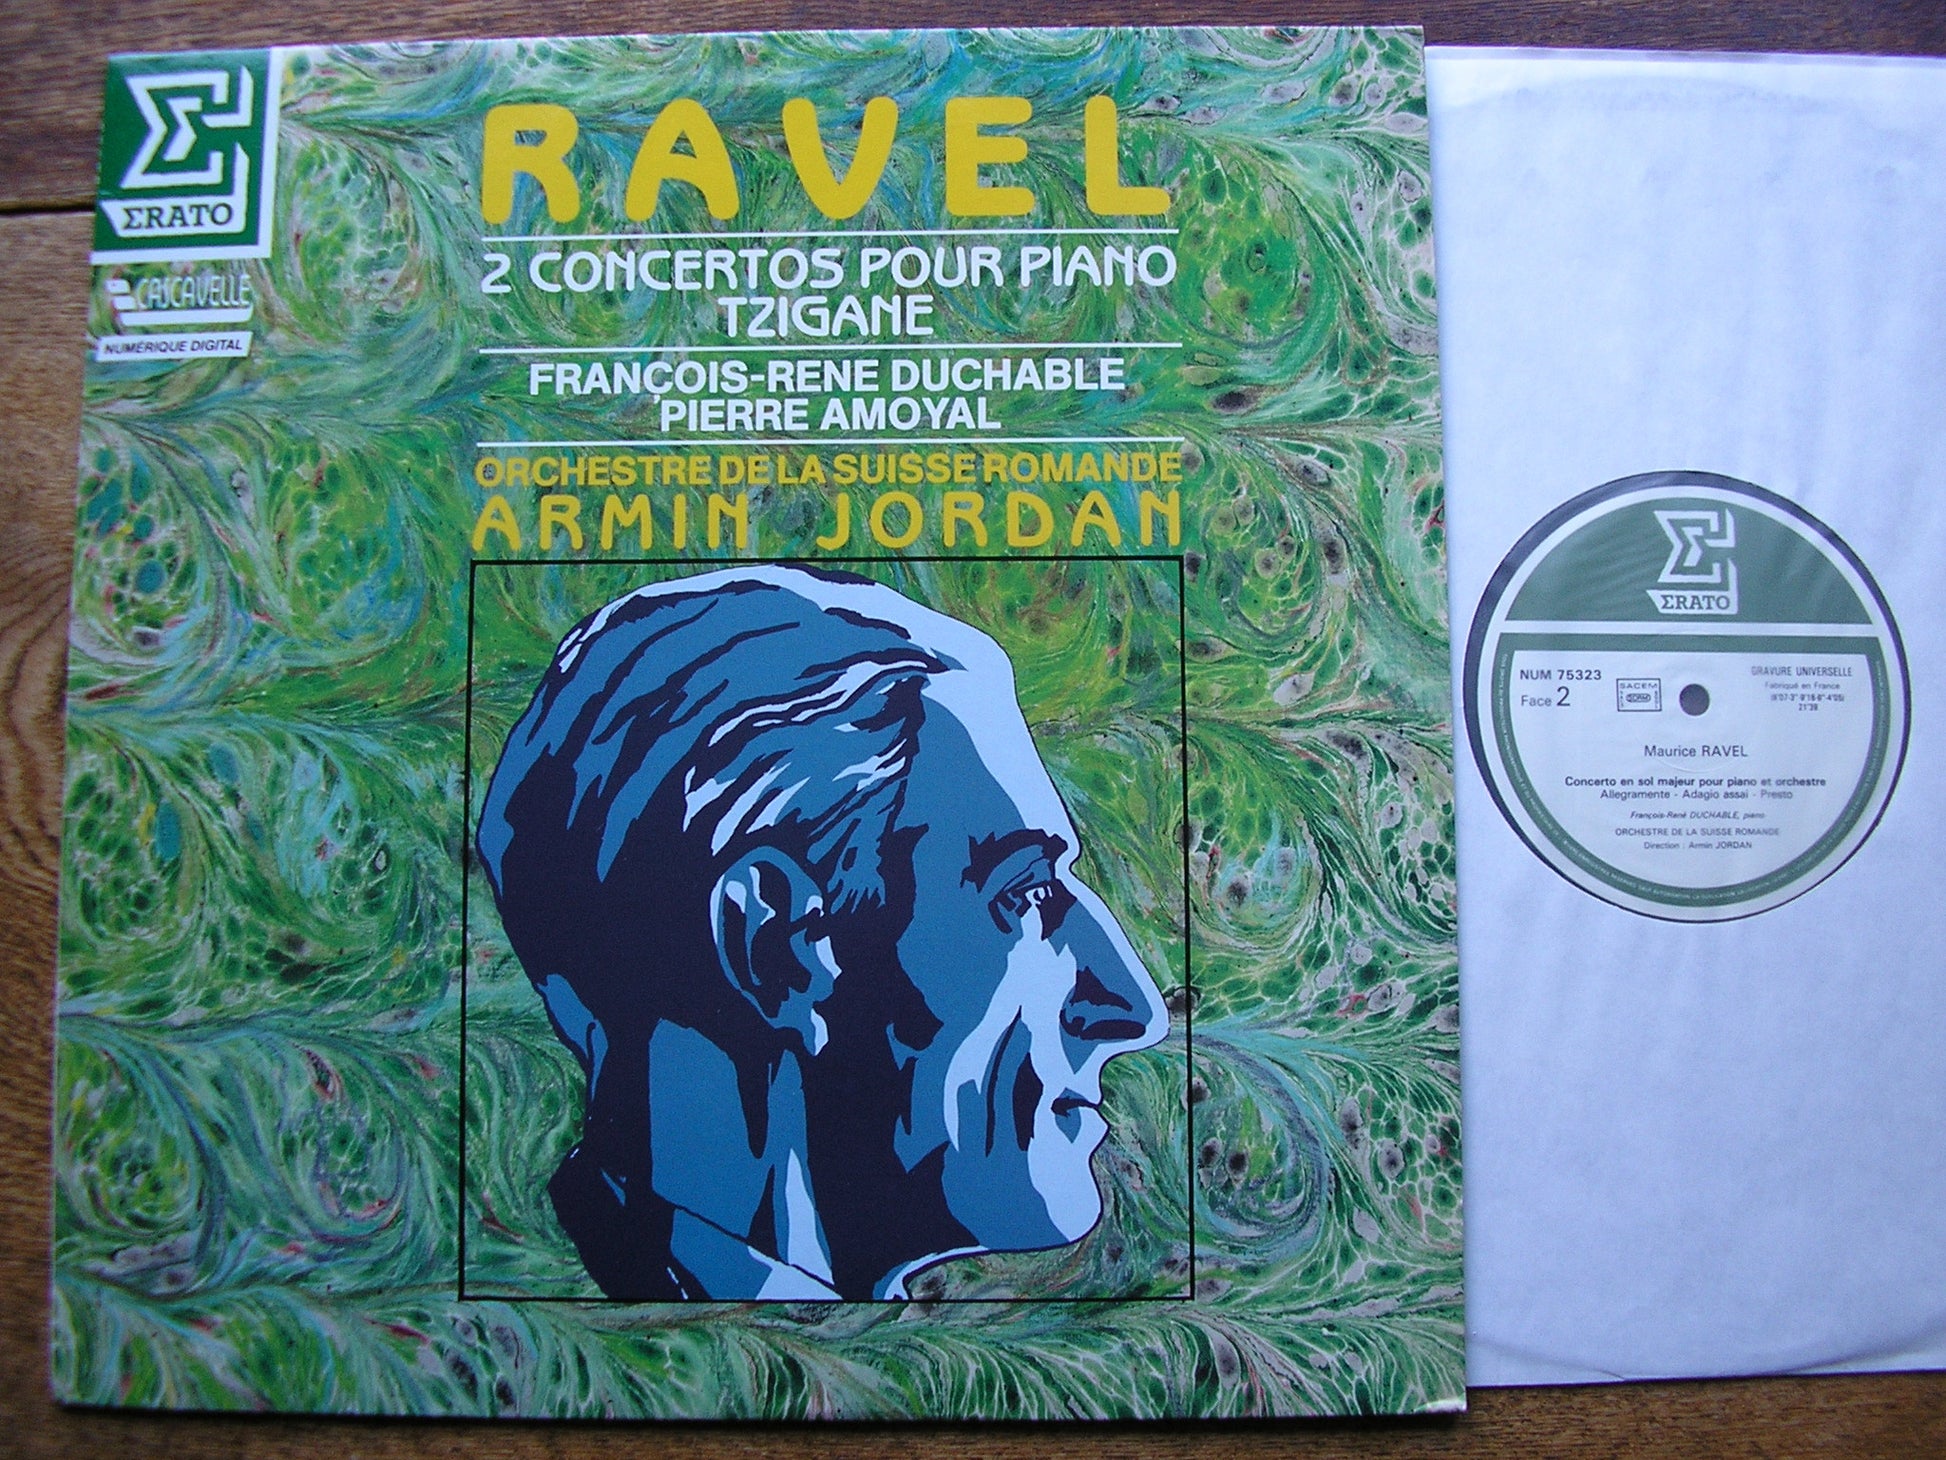 ΣRATO
CASCAVELLE
NUMÉRIQUE DIGITAL
RAVEL
2 CONCERTOS POUR PIANO
TZIGANE
FRANÇOIS-RENE DUCHABLE
PIERRE AMOYAL
ORCHESTRE DE LA SUISSE ROMANDE
ARMIN JORDAN
ΣRATO
NUM 75323
Face 2
SACEM
GRAVURE UNIVERSELLE
Fabriqué en France
21'28
Maurice RAVEL
Concerto en sol majeur pour piano et orchestre
Allegramente - Adagio assai - Presto
François-René DUCHABLE, piano
ORCHESTRE DE LA SUISSE ROMANDE
Direction : Armin JORDAN